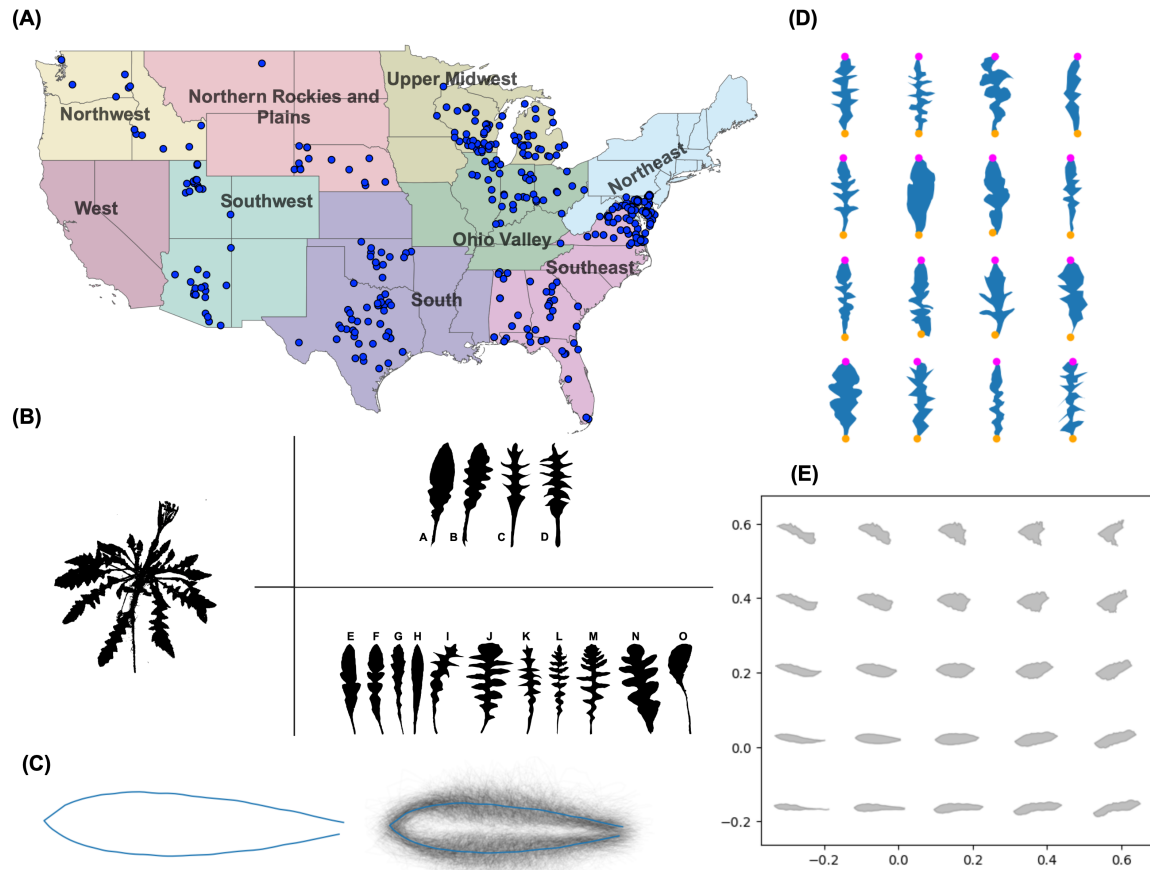 (A)
Northwest
Northern Rockies and
Plains
Upper Midwest
Northeast
West
Southwest
Ohio Valley
Southeast
South
(B)
A B C D
E F G H I J K L M N O
(C)
(D)
(E)
0.6
0.4
0.2
0.0
−0.2
−0.2 0.0 0.2 0.4 0.6